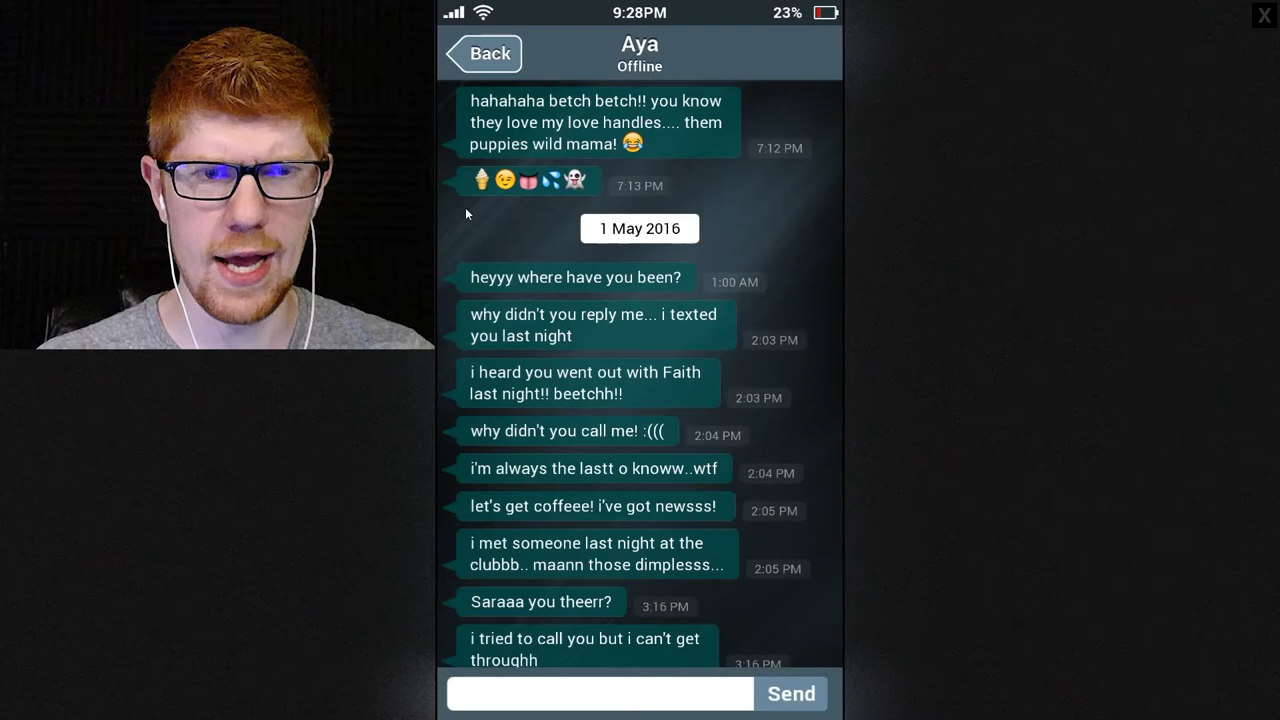 9:28PM
23%
X
Back
Aya
Offline
hahahaha betch betch!! you know
they love my love handles.... them
puppies wild mama! 😂
7:12 PM
🍦😉👅💦👻
7:13 PM
1 May 2016
heyyy where have you been?
1:00 AM
why didn't you reply me... i texted
you last night
2:03 PM
i heard you went out with Faith
last night!! beetchh!!
2:03 PM
why didn't you call me! :(((
2:04 PM
i'm always the lastt o knoww..wtf
2:04 PM
let's get coffeee! i've got newsss!
2:05 PM
i met someone last night at the
clubbb.. maann those dimplesss...
2:05 PM
Saraaa you theerr?
3:16 PM
i tried to call you but i can't get
throughh
3:16 PM
Send